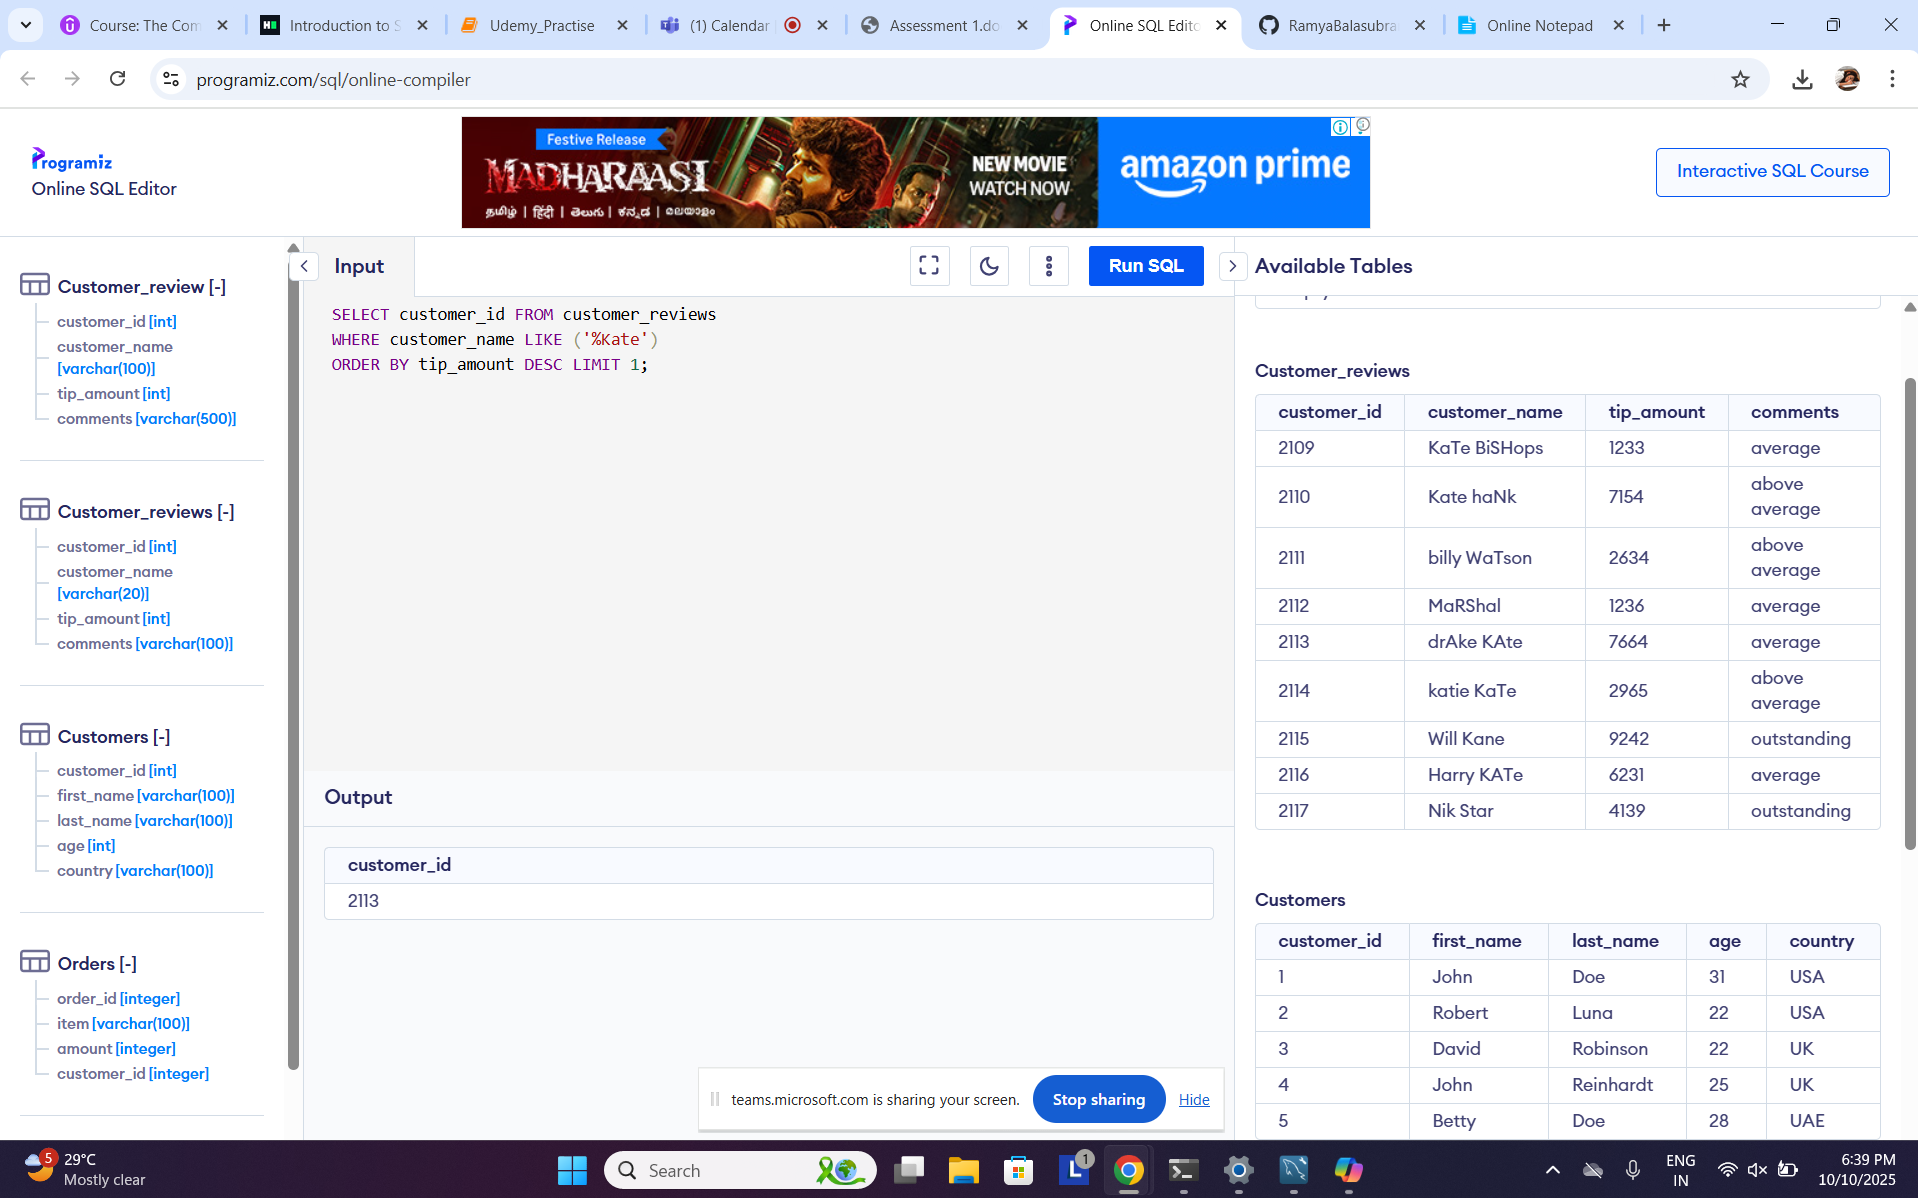 Course: The Com
Introduction to S
Udemy_Practise
(1) Calendar
Assessment 1.do
Online SQL Edito
RamyaBalasubra
Online Notepad
programiz.com/sql/online-compiler
Programiz
Online SQL Editor
Festive Release
MADHARAASI
தமிழ் | हिंदी | తెలుగు | ಕನ್ನಡ | മലയാളം
NEW MOVIE
WATCH NOW
amazon prime
Interactive SQL Course
Customer_review [-]
customer_id [int]
customer_name
[varchar(100)]
tip_amount [int]
comments [varchar(500)]
Customer_reviews [-]
customer_id [int]
customer_name
[varchar(20)]
tip_amount [int]
comments [varchar(100)]
Customers [-]
customer_id [int]
first_name [varchar(100)]
last_name [varchar(100)]
age [int]
country [varchar(100)]
Orders [-]
order_id [integer]
item [varchar(100)]
amount [integer]
customer_id [integer]
Input
Run SQL
SELECT customer_id FROM customer_reviews
WHERE customer_name LIKE ('%Kate')
ORDER BY tip_amount DESC LIMIT 1;
Output
customer_id
2113
Available Tables
Customer_reviews
customer_id customer_name tip_amount comments
2109 KaTe BiSHops 1233 average
2110 Kate haNk 7154 above average
2111 billy WaTson 2634 above average
2112 MaRShal 1236 average
2113 drAke KAte 7664 average
2114 katie KaTe 2965 above average
2115 Will Kane 9242 outstanding
2116 Harry KATe 6231 average
2117 Nik Star 4139 outstanding
Customers
customer_id first_name last_name age country
1 John Doe 31 USA
2 Robert Luna 22 USA
3 David Robinson 22 UK
4 John Reinhardt 25 UK
5 Betty Doe 28 UAE
teams.microsoft.com is sharing your screen. Stop sharing Hide
5
29°C
Mostly clear
Search
1
ENG
IN
6:39 PM
10/10/2025